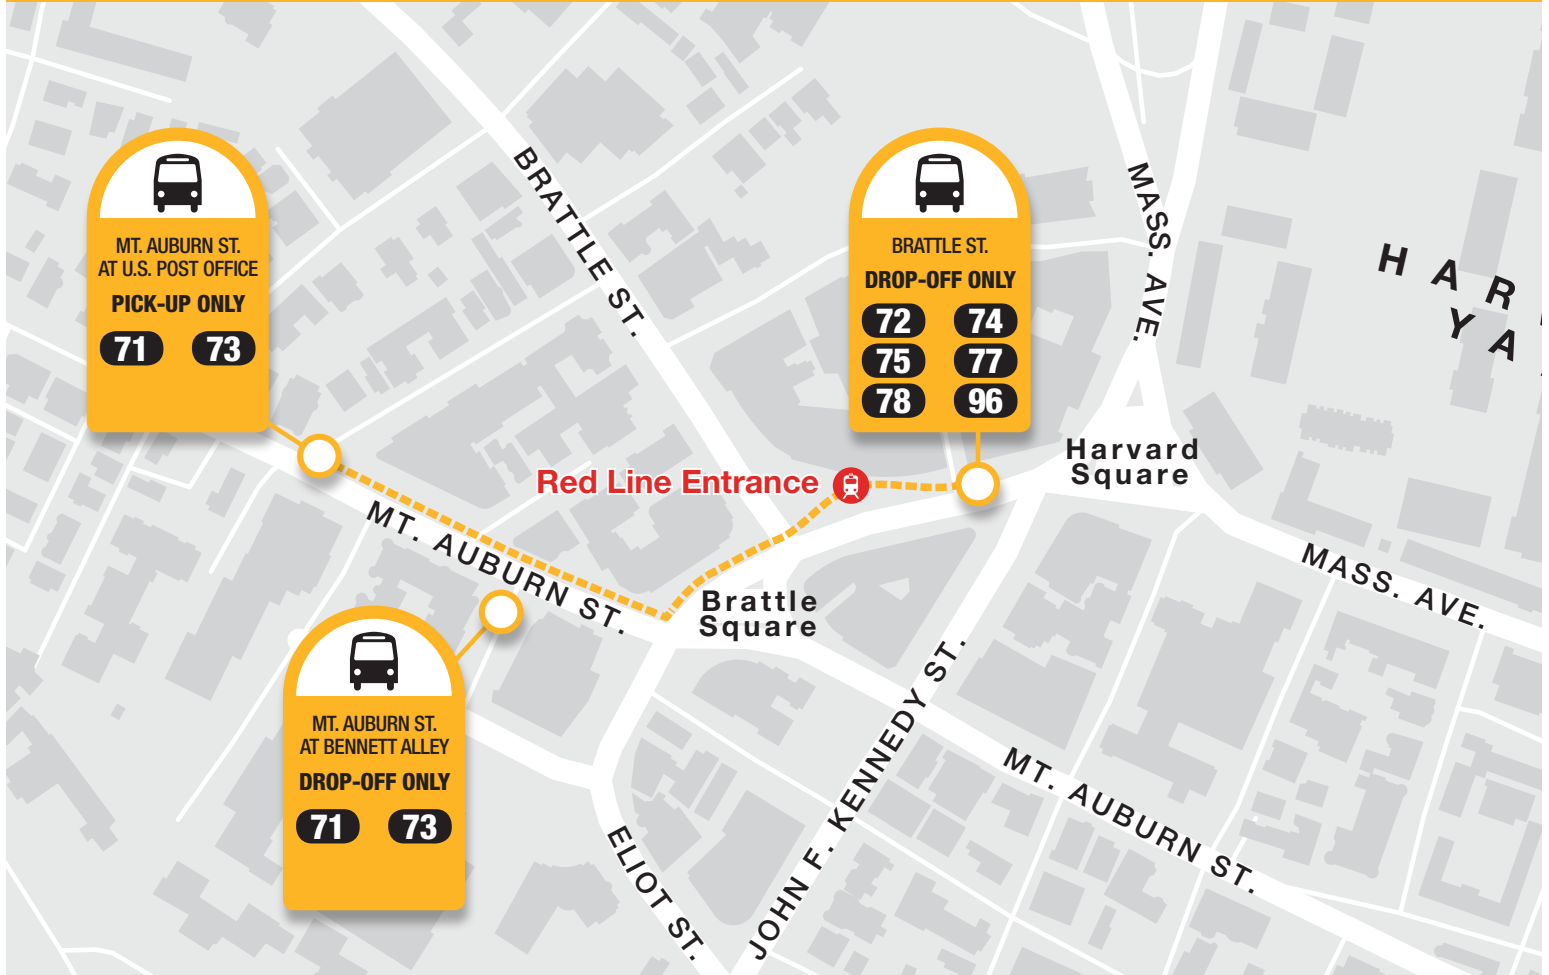 MT. AUBURN ST.
AT U.S. POST OFFICE
PICK-UP ONLY
71 73
BRATTLE ST.
BRATTLE ST.
DROP-OFF ONLY
72 74
75 77
78 96
MASS. AVE.
HAR
YA
Harvard
Square
Red Line Entrance
MT. AUBURN ST.
Brattle
Square
MASS. AVE.
MT. AUBURN ST.
AT BENNETT ALLEY
DROP-OFF ONLY
71 73
ELIOT ST.
JOHN F. KENNEDY ST.
MT. AUBURN ST.